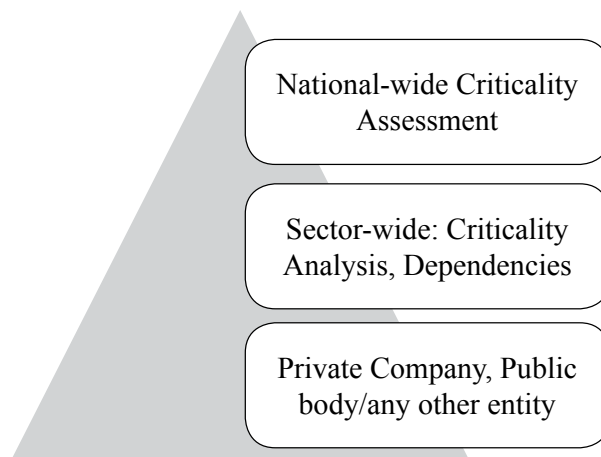 National-wide Criticality
Assessment
Sector-wide: Criticality
Analysis, Dependencies
Private Company, Public
body/any other entity